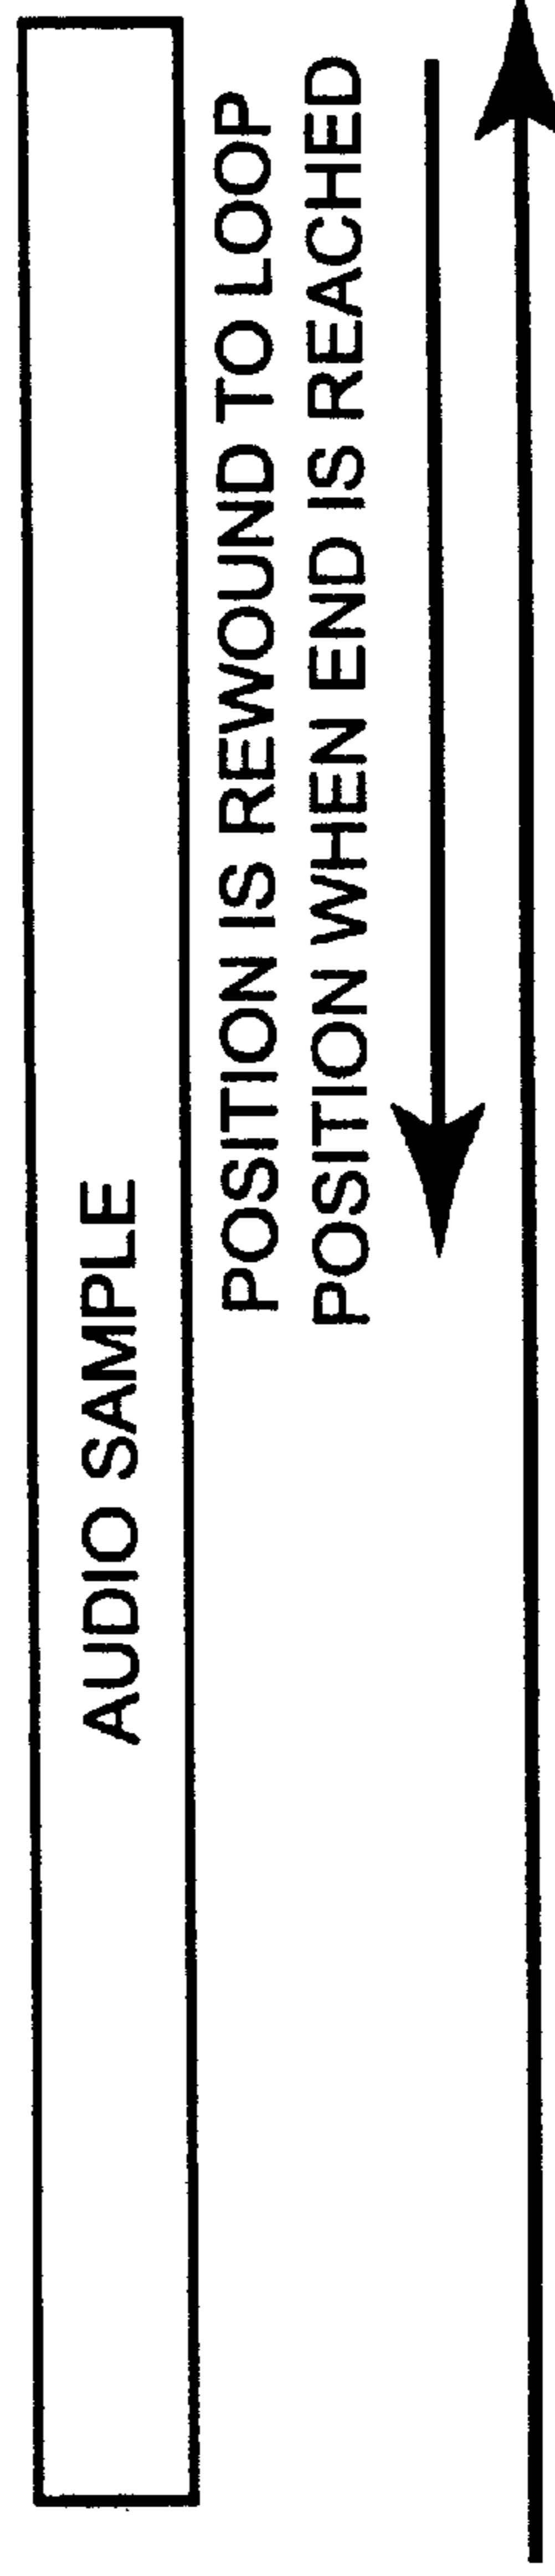 AUDIO SAMPLE
POSITION IS REWOUND TO LOOP
POSITION WHEN END IS REACHED